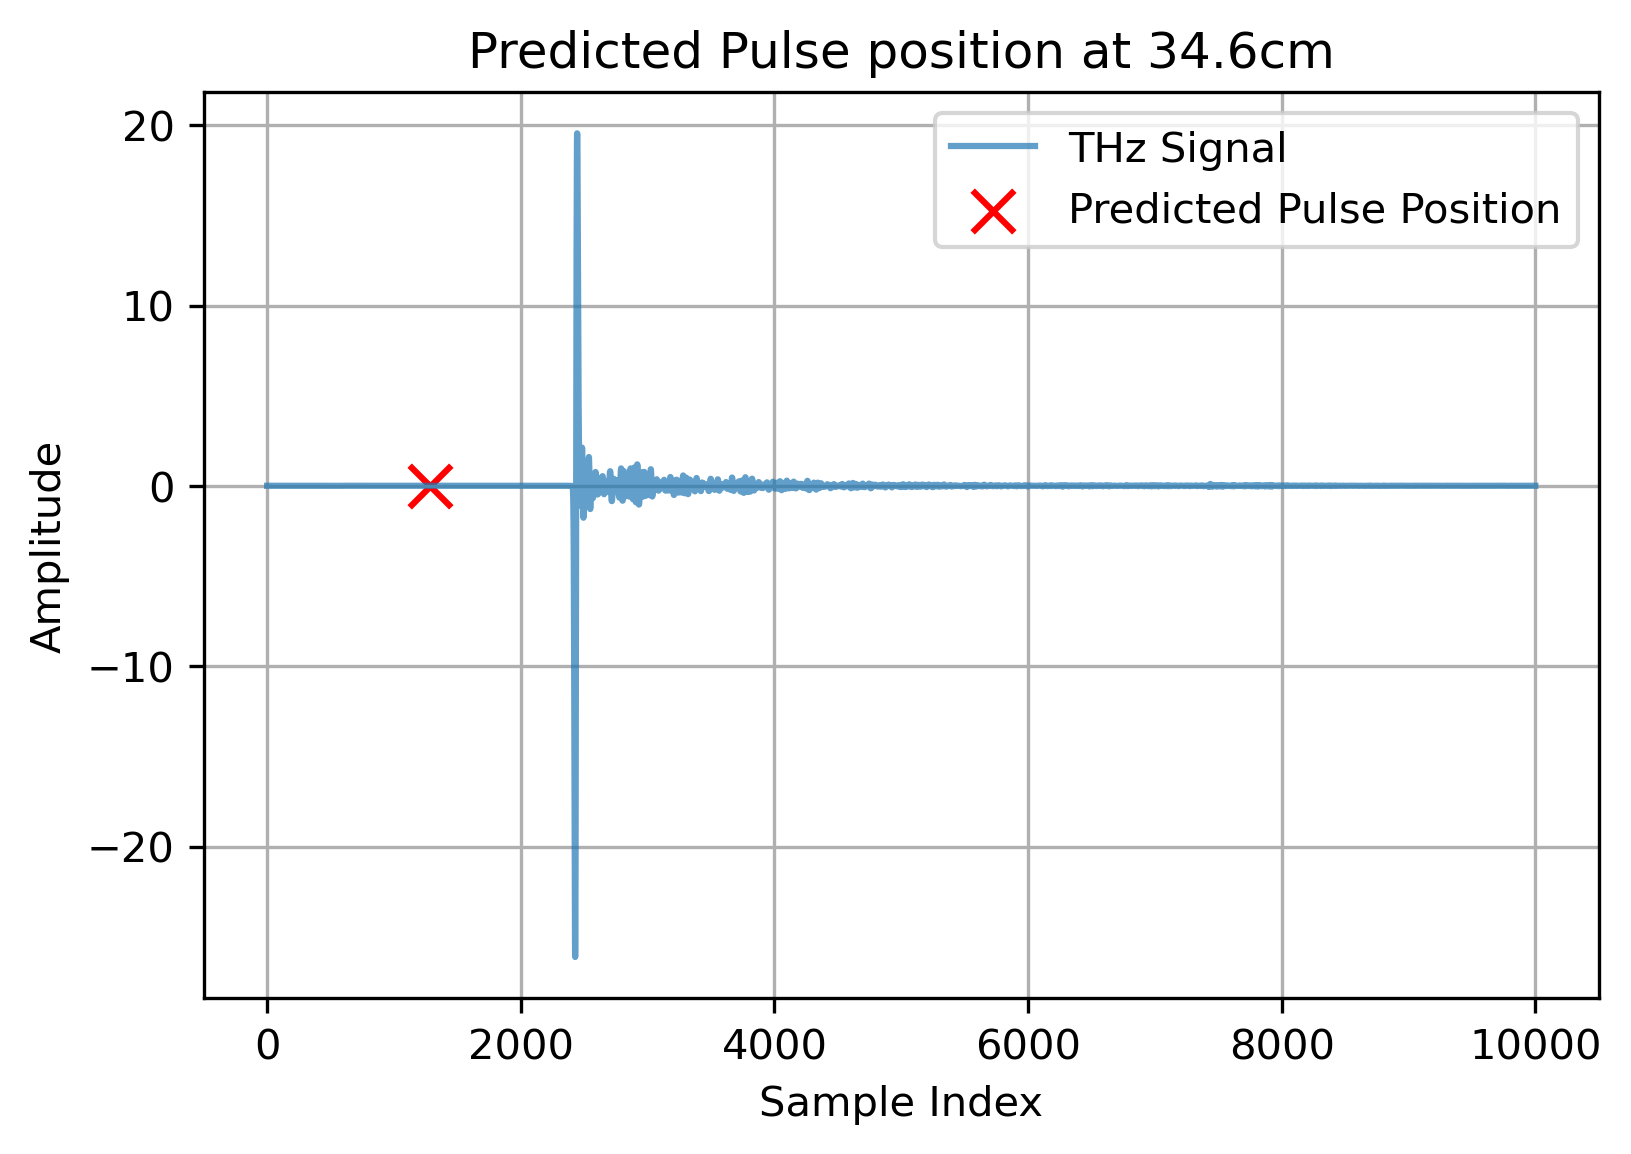 Predicted Pulse position at 34.6cm
THz Signal
Predicted Pulse Position
20
10
0
−10
−20
Amplitude
0 2000 4000 6000 8000 10000
Sample Index